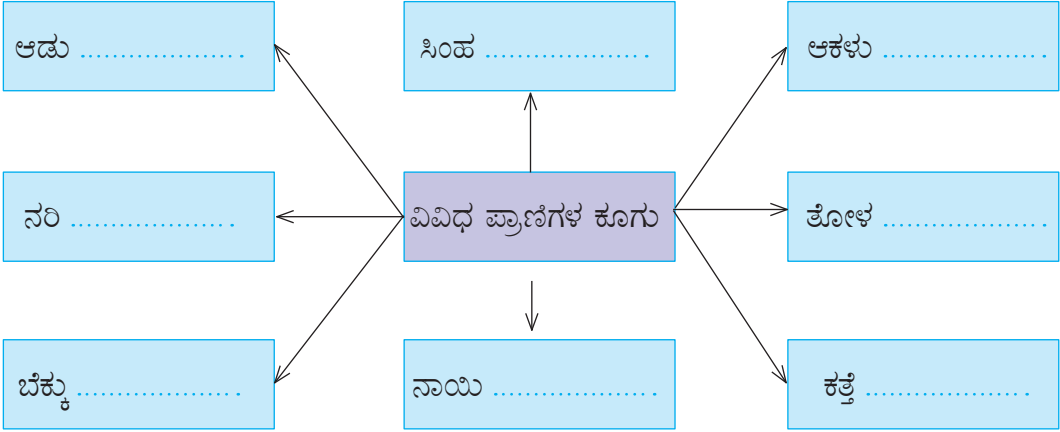 ಆಡು ....................
ಸಿಂಹ ....................
ಆಕಳು ....................
ನರಿ ....................
ವಿವಿಧ ಪ್ರಾಣಿಗಳ ಕೂಗು
ತೋಳ ....................
ಬೆಕ್ಕು ....................
ನಾಯಿ ....................
ಕತ್ತೆ ....................